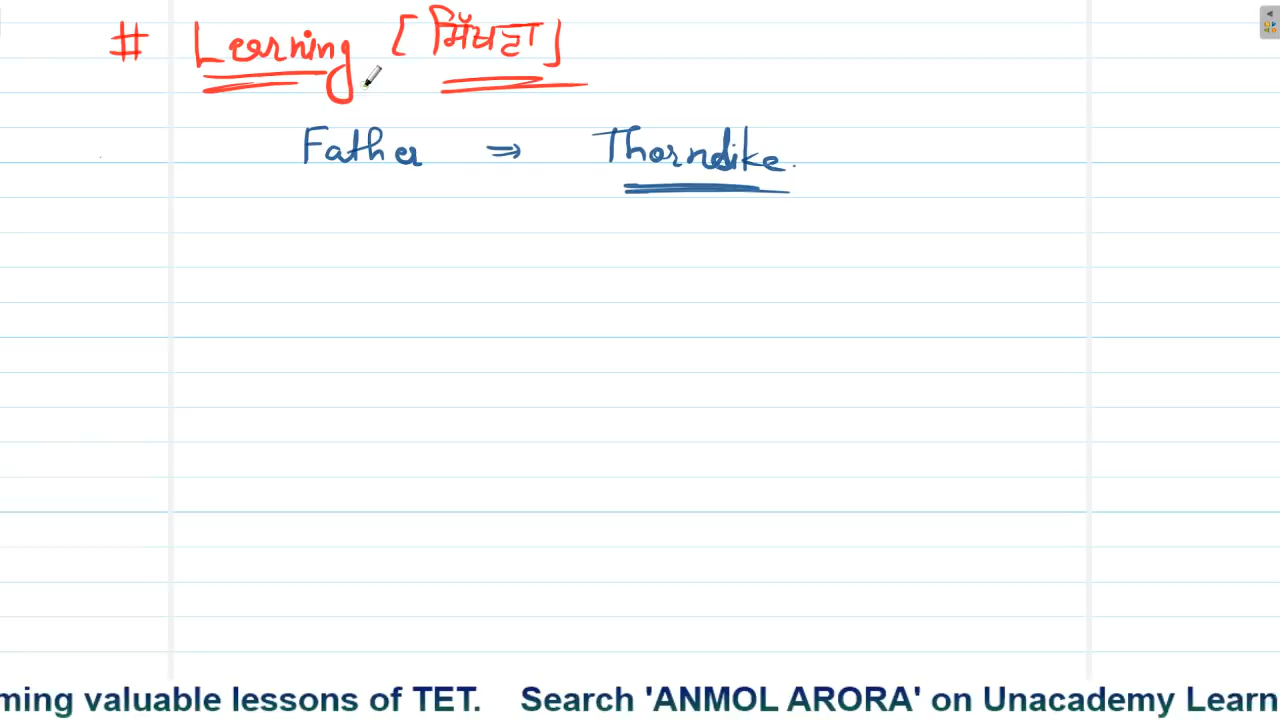 # Learning [ ਸਿੱਖਣਾ ]
Father ⇒ Thorndike.
ming valuable lessons of TET. Search 'ANMOL ARORA' on Unacademy Learn